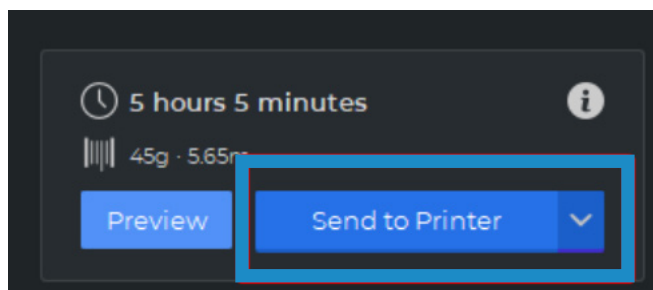 5 hours 5 minutes
45g · 5.65m
Preview
Send to Printer